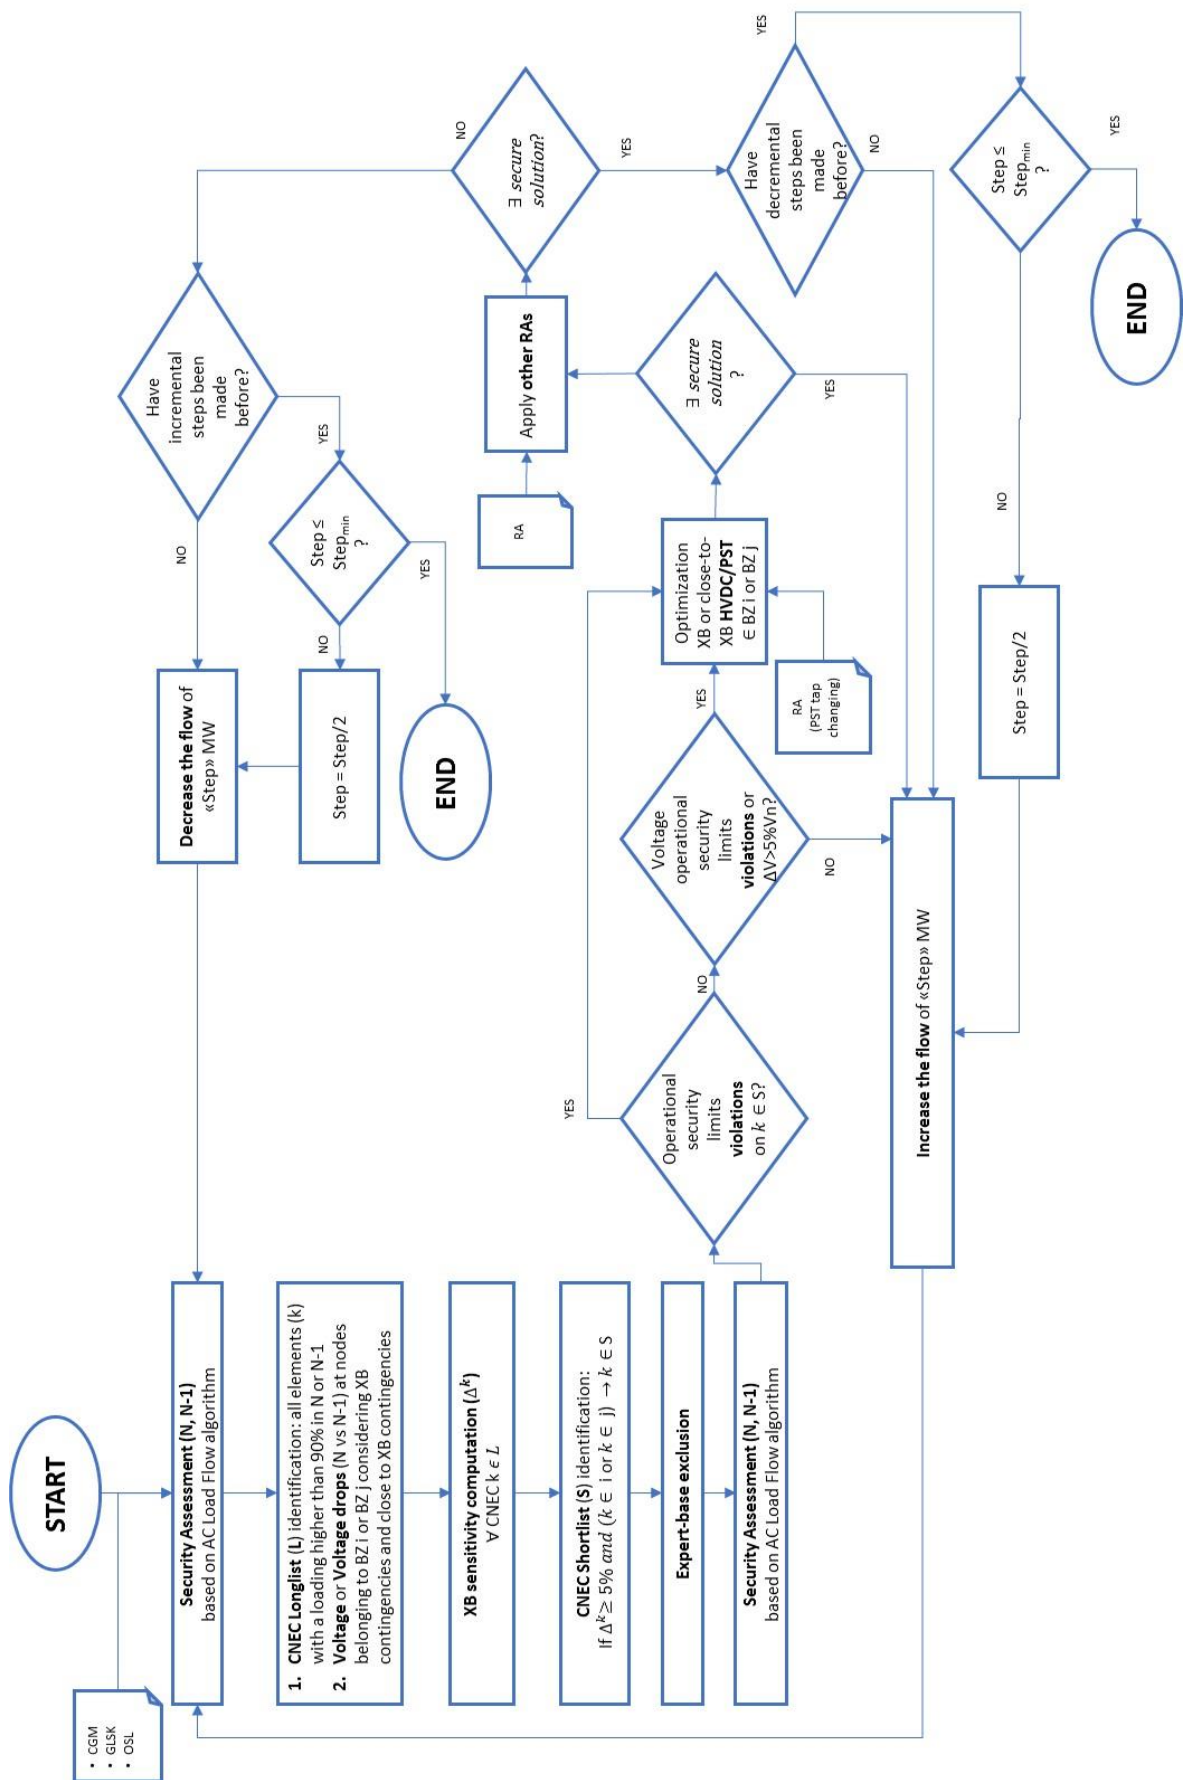 START
• CGM
• GLSK
• OSL
Security Assessment (N, N-1)
based on AC Load Flow algorithm
1. CNEC Longlist (L) identification: all elements (k)
with a loading higher than 90% in N or N-1
2. Voltage or Voltage drops (N vs N-1) at nodes
belonging to BZ i or BZ j considering XB
contingencies and close to XB contingencies
XB sensitivity computation (Δᵏ)
∀ CNEC k ϵ L
CNEC Shortlist (S) identification:
If Δᵏ≥ 5% and (k ∈ i or k ∈ j) → k ∈ S
Expert-base exclusion
Security Assessment (N, N-1)
based on AC Load Flow algorithm
Operational
security
limits
violations
on k ∈ S?
YES
NO
Voltage
operational
security
limits
violations or
ΔV>5%Vn?
YES
NO
Optimization
XB or close-to-
XB HVDC/PST
∈ BZ i or BZ j
RA
(PST tap
changing)
∃ secure
solution
?
YES
RA
Apply other RAs
∃ secure
solution?
NO
YES
Have
incremental
steps been
made
before?
NO
YES
Step ≤
Stepmin
?
NO
YES
Step = Step/2
Decrease the flow of
«Step» MW
END
Have
decremental
steps been
made
before?
YES
NO
Step ≤
Stepmin
?
YES
NO
END
Step = Step/2
Increase the flow of «Step» MW